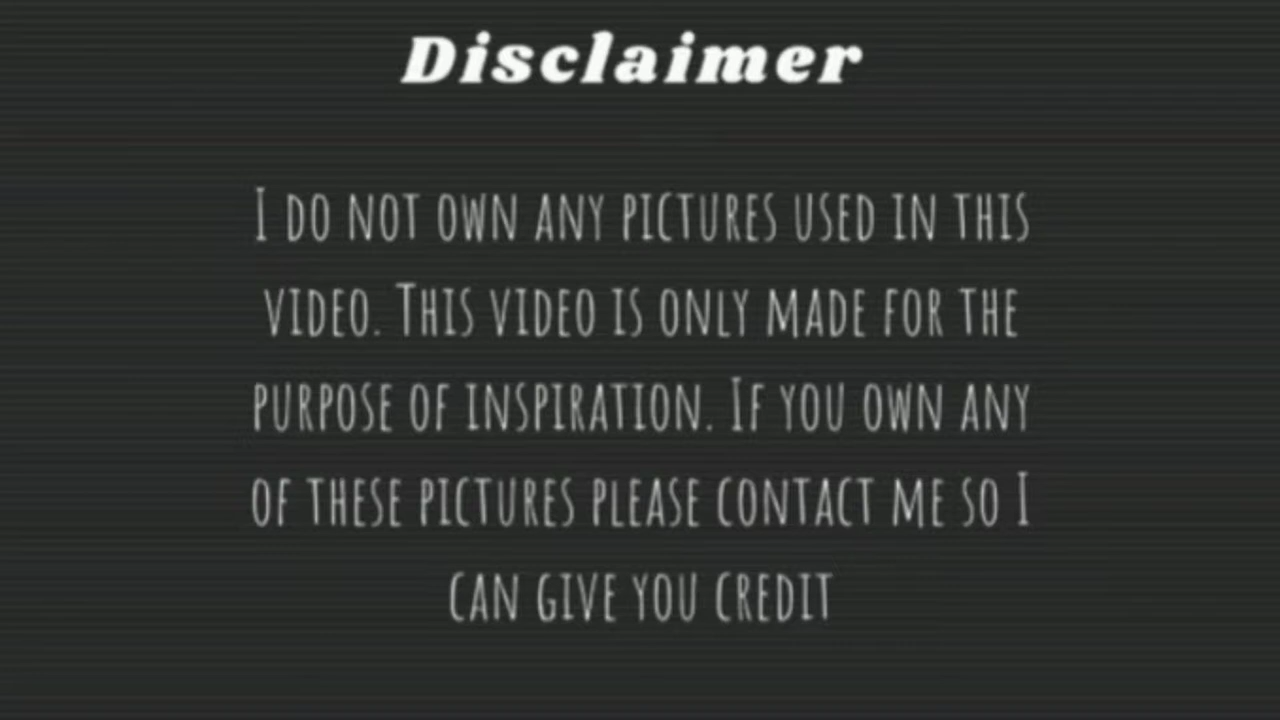 Disclaimer
I DO NOT OWN ANY PICTURES USED IN THIS
VIDEO. THIS VIDEO IS ONLY MADE FOR THE
PURPOSE OF INSPIRATION. IF YOU OWN ANY
OF THESE PICTURES PLEASE CONTACT ME SO I
CAN GIVE YOU CREDIT